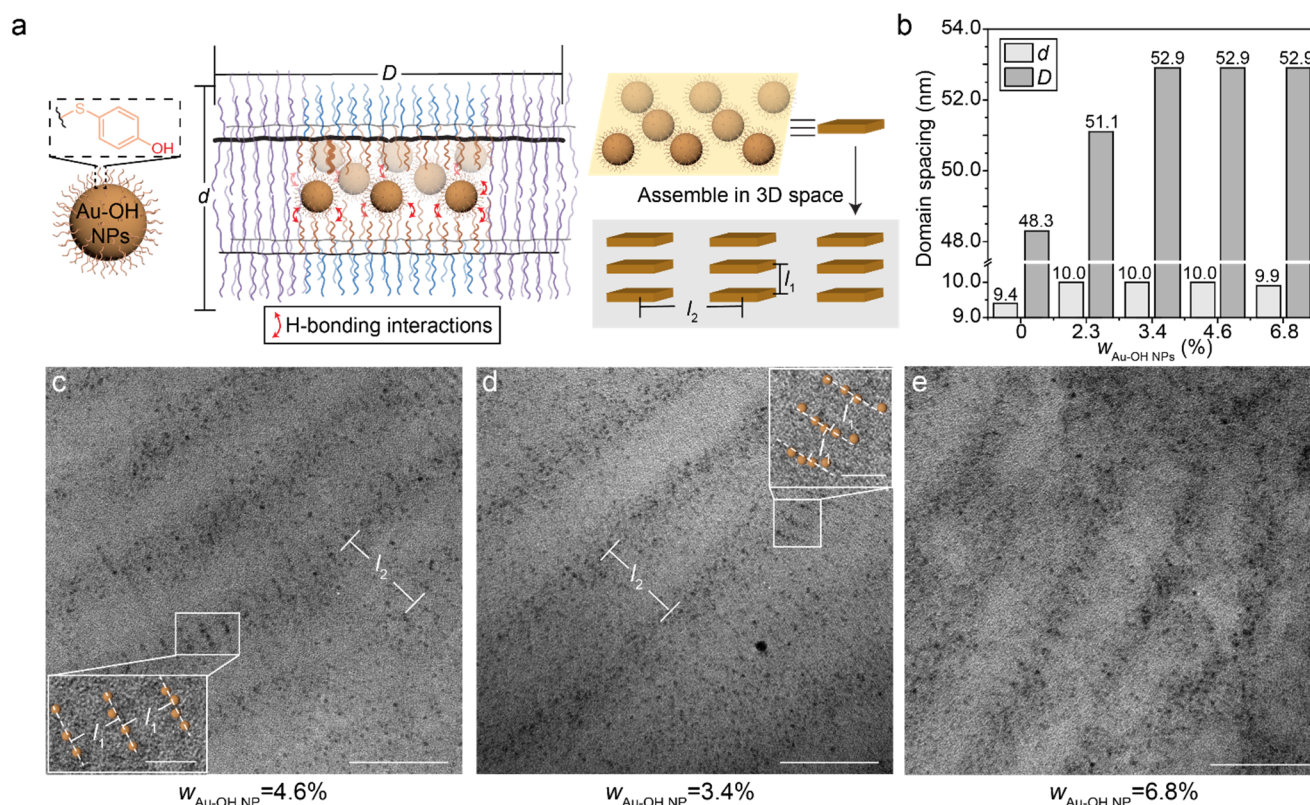 a
D
d
S
OH
Au-OH
NPs
H-bonding interactions
Assemble in 3D space
l1
l2
b
Domain spacing (nm)
54.0
52.0
50.0
48.0
10.0
9.0
d
D
9.4
48.3
10.0
51.1
10.0
52.9
10.0
52.9
9.9
52.9
0
2.3
3.4
4.6
6.8
wAu-OH NPs (%)
c
l2
l1
l1
wAu-OH NP=4.6%
d
l2
wAu-OH NP=3.4%
e
wAu-OH NP=6.8%